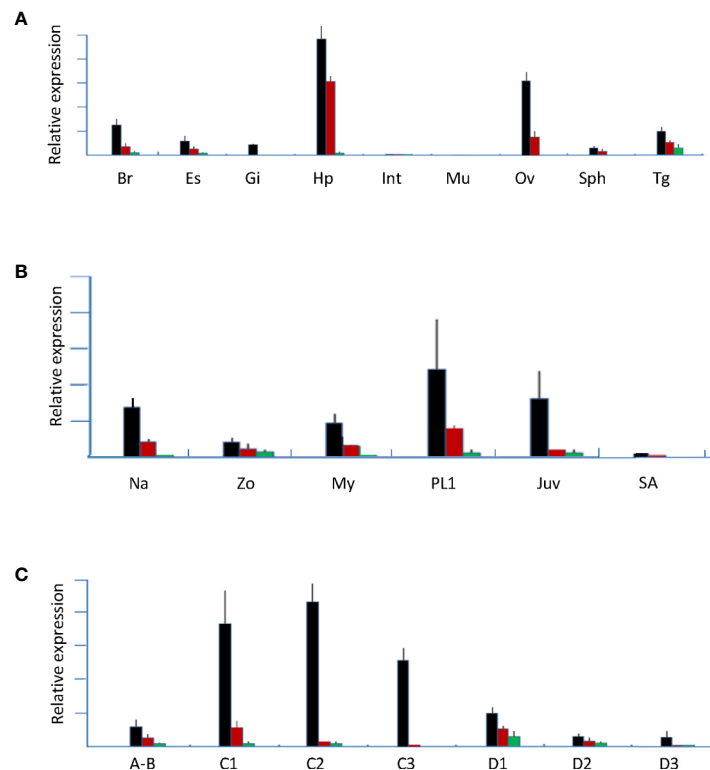 A
Relative expression
Br Es Gi Hp Int Mu Ov Sph Tg
B
Relative expression
Na Zo My PL1 Juv SA
C
Relative expression
A-B C1 C2 C3 D1 D2 D3